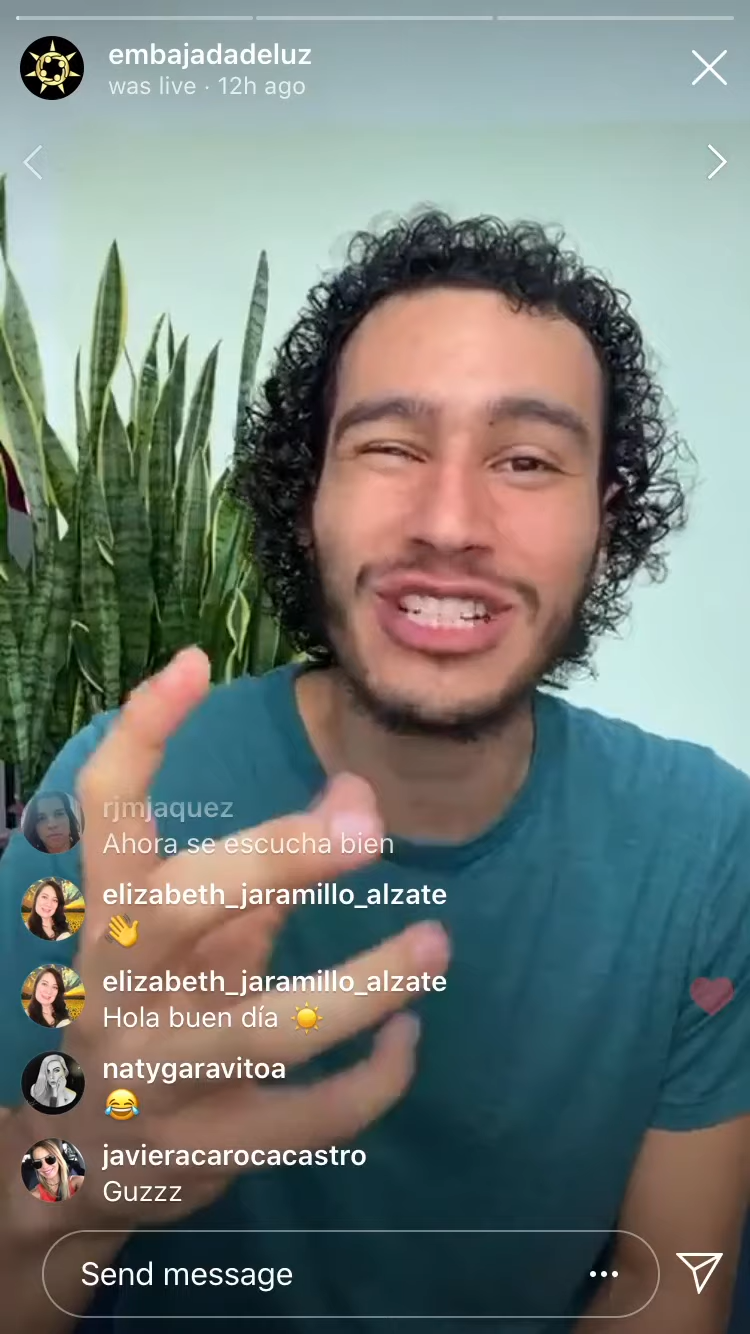 embajadadeluz
was live · 12h ago
rjmjaquez
Ahora se escucha bien
elizabeth_jaramillo_alzate
👋
elizabeth_jaramillo_alzate
Hola buen día ☀️
natygaravitoa
😂
javieracarocacastro
Guzzz
Send message